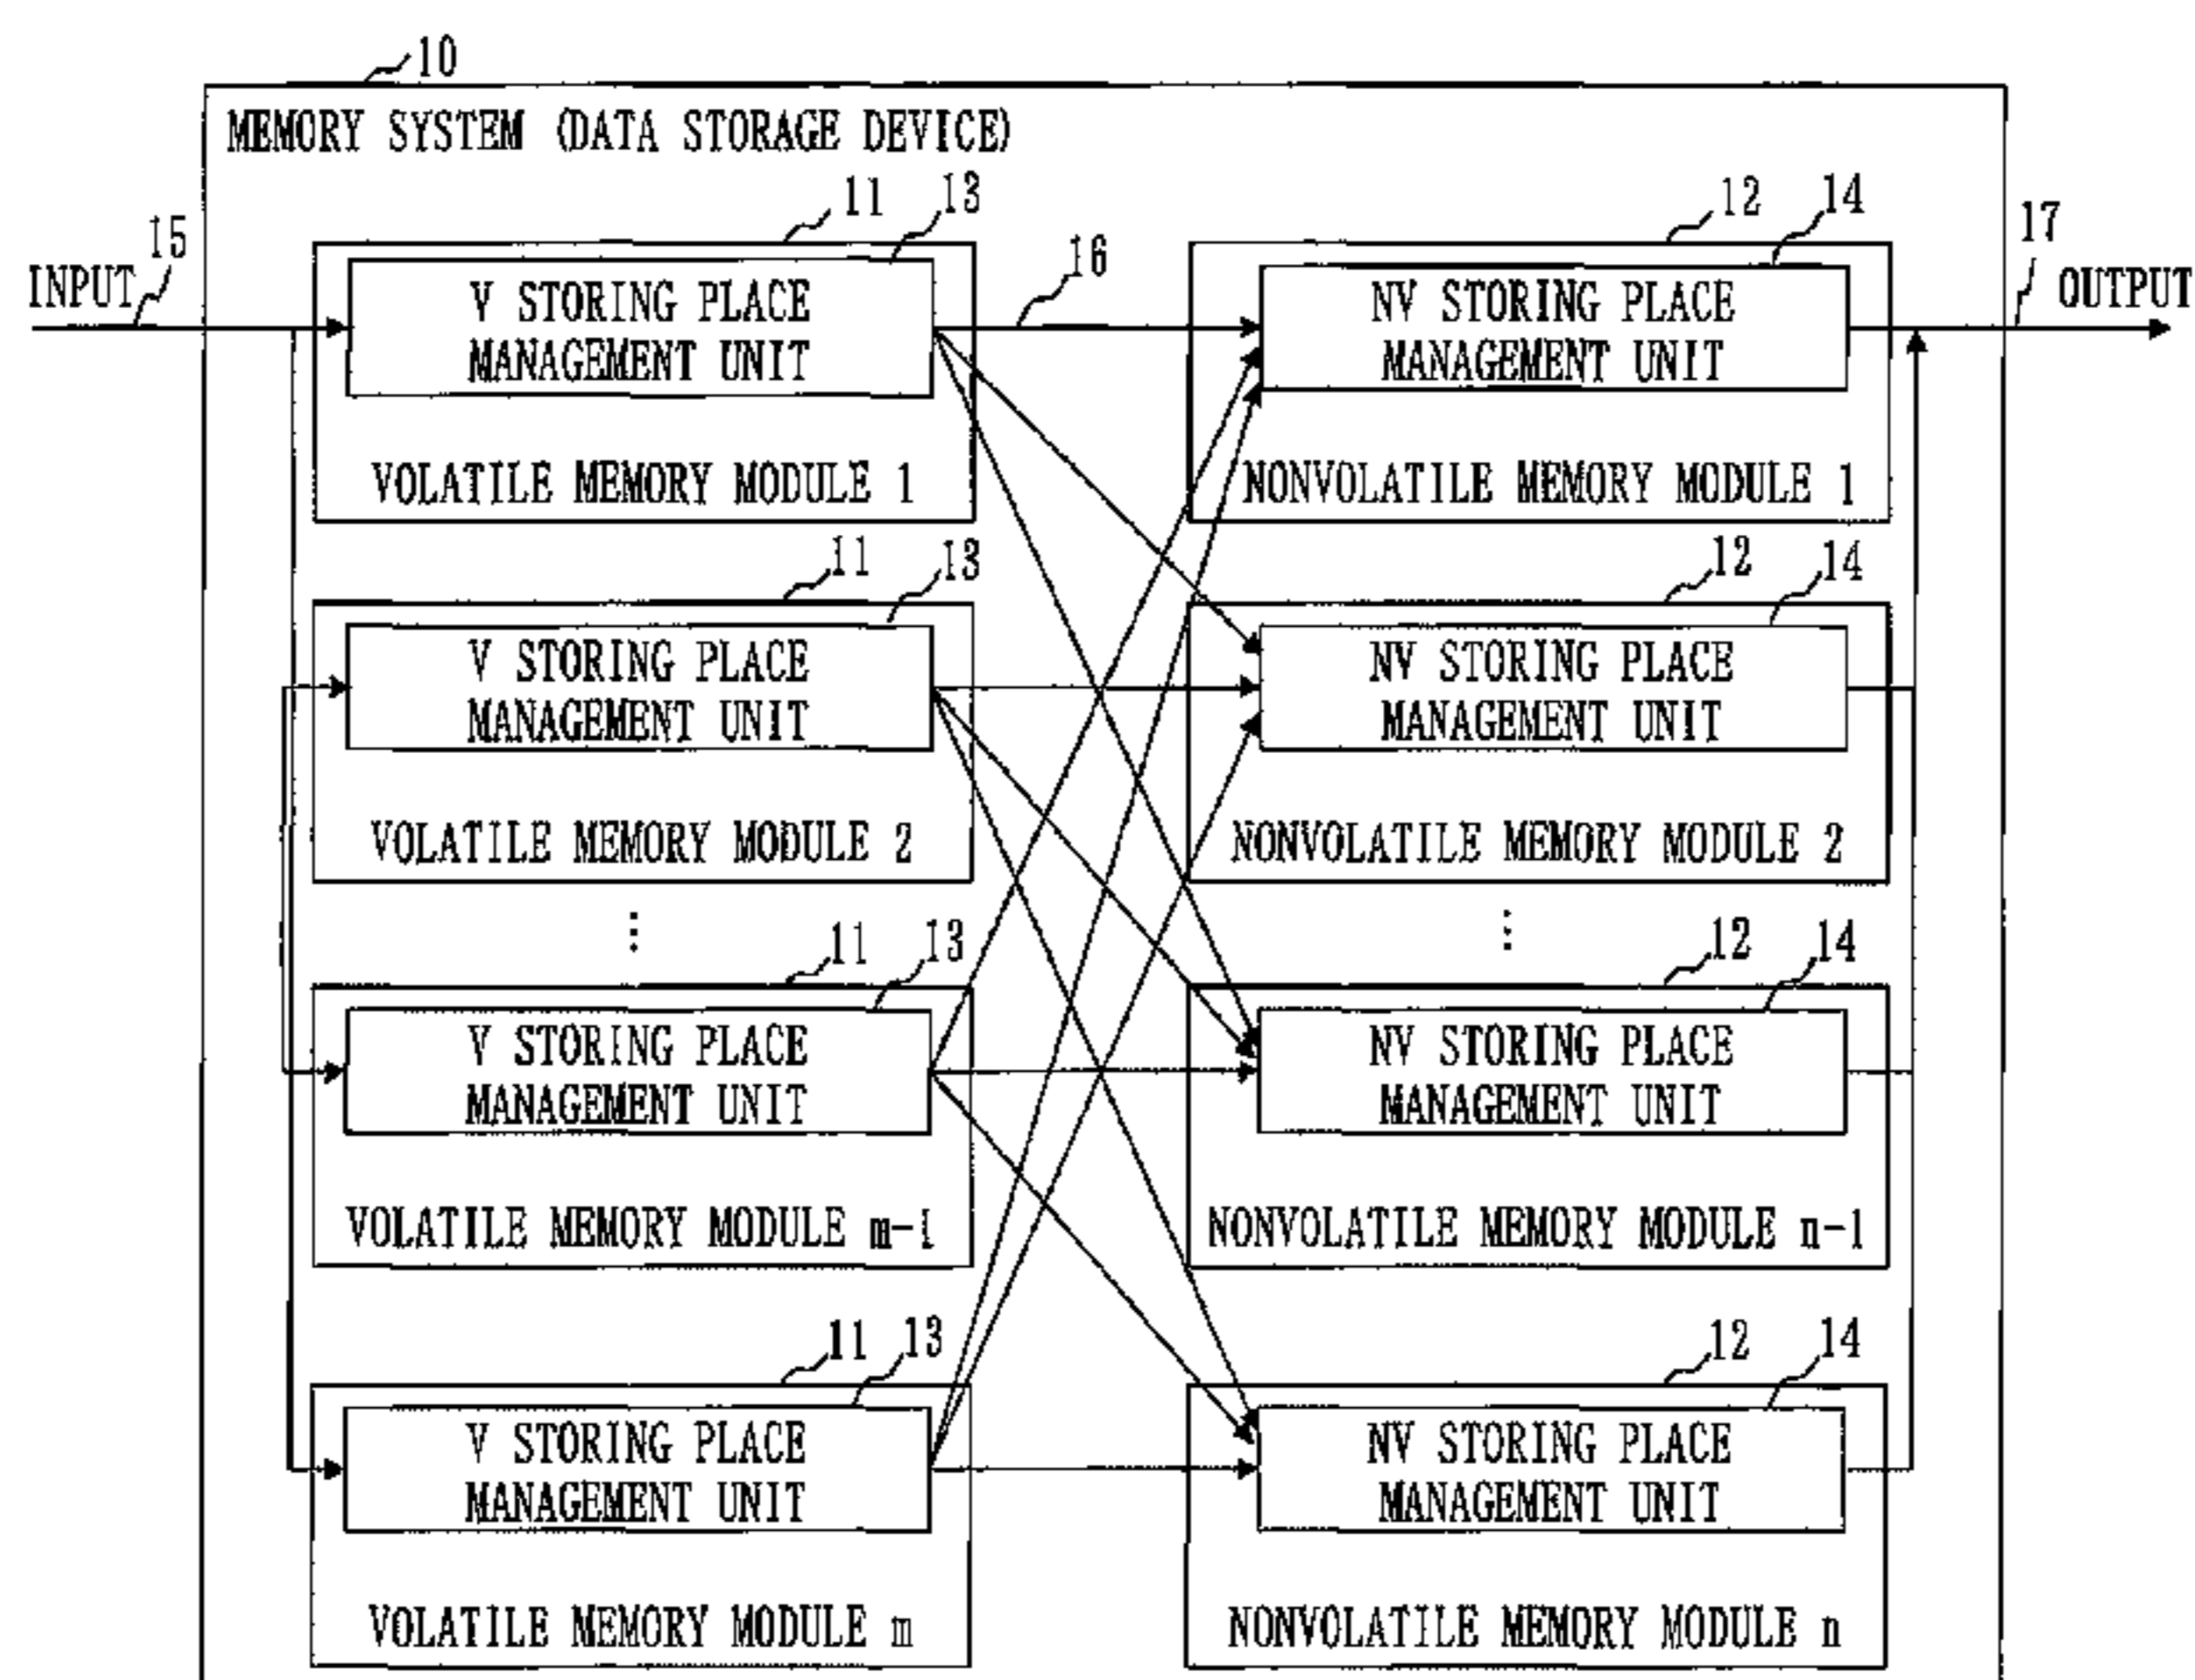 10
MEMORY SYSTEM (DATA STORAGE DEVICE)
11 13 12 14
15 16 17
INPUT OUTPUT
V STORING PLACE
MANAGEMENT UNIT
NV STORING PLACE
MANAGEMENT UNIT
VOLATILE MEMORY MODULE 1
NONVOLATILE MEMORY MODULE 1
11 13 12 14
V STORING PLACE
MANAGEMENT UNIT
NV STORING PLACE
MANAGEMENT UNIT
VOLATILE MEMORY MODULE 2
NONVOLATILE MEMORY MODULE 2
⋮ ⋮
11 13 12 14
V STORING PLACE
MANAGEMENT UNIT
NV STORING PLACE
MANAGEMENT UNIT
VOLATILE MEMORY MODULE m-1
NONVOLATILE MEMORY MODULE n-1
11 13 12 14
V STORING PLACE
MANAGEMENT UNIT
NV STORING PLACE
MANAGEMENT UNIT
VOLATILE MEMORY MODULE m
NONVOLATILE MEMORY MODULE n